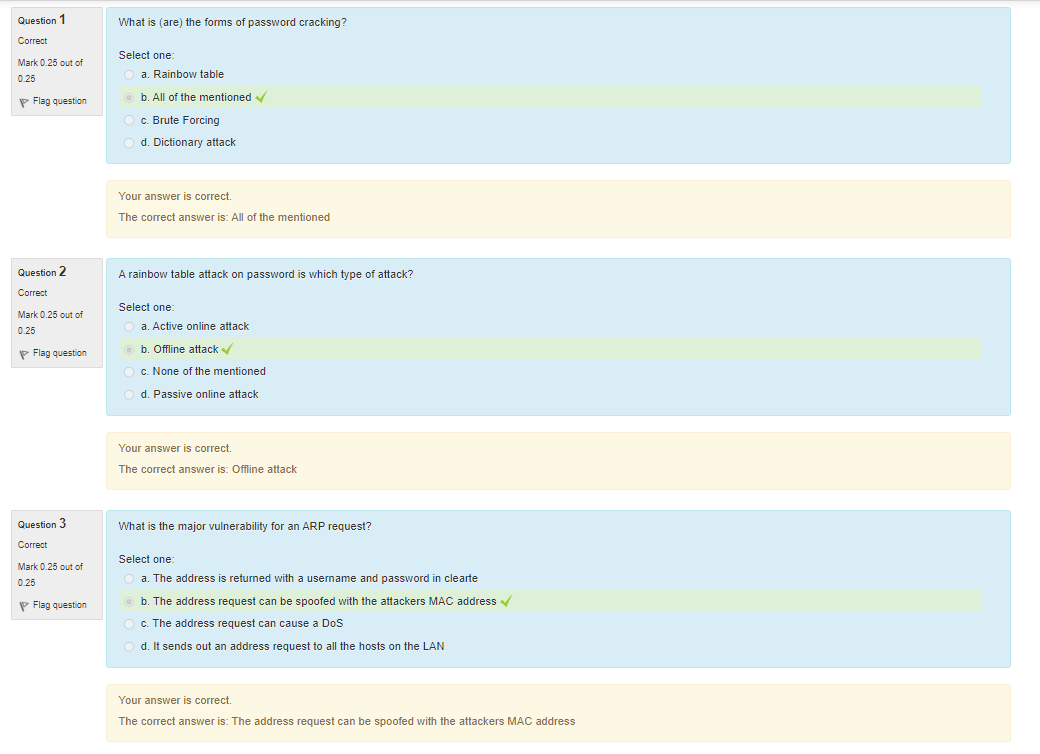 Question 1
Correct
Mark 0.25 out of
0.25
Flag question
What is (are) the forms of password cracking?
Select one:
a. Rainbow table
b. All of the mentioned
c. Brute Forcing
d. Dictionary attack
Your answer is correct.
The correct answer is: All of the mentioned
Question 2
Correct
Mark 0.25 out of
0.25
Flag question
A rainbow table attack on password is which type of attack?
Select one:
a. Active online attack
b. Offline attack
c. None of the mentioned
d. Passive online attack
Your answer is correct.
The correct answer is: Offline attack
Question 3
Correct
Mark 0.25 out of
0.25
Flag question
What is the major vulnerability for an ARP request?
Select one:
a. The address is returned with a username and password in clearte
b. The address request can be spoofed with the attackers MAC address
c. The address request can cause a DoS
d. It sends out an address request to all the hosts on the LAN
Your answer is correct.
The correct answer is: The address request can be spoofed with the attackers MAC address